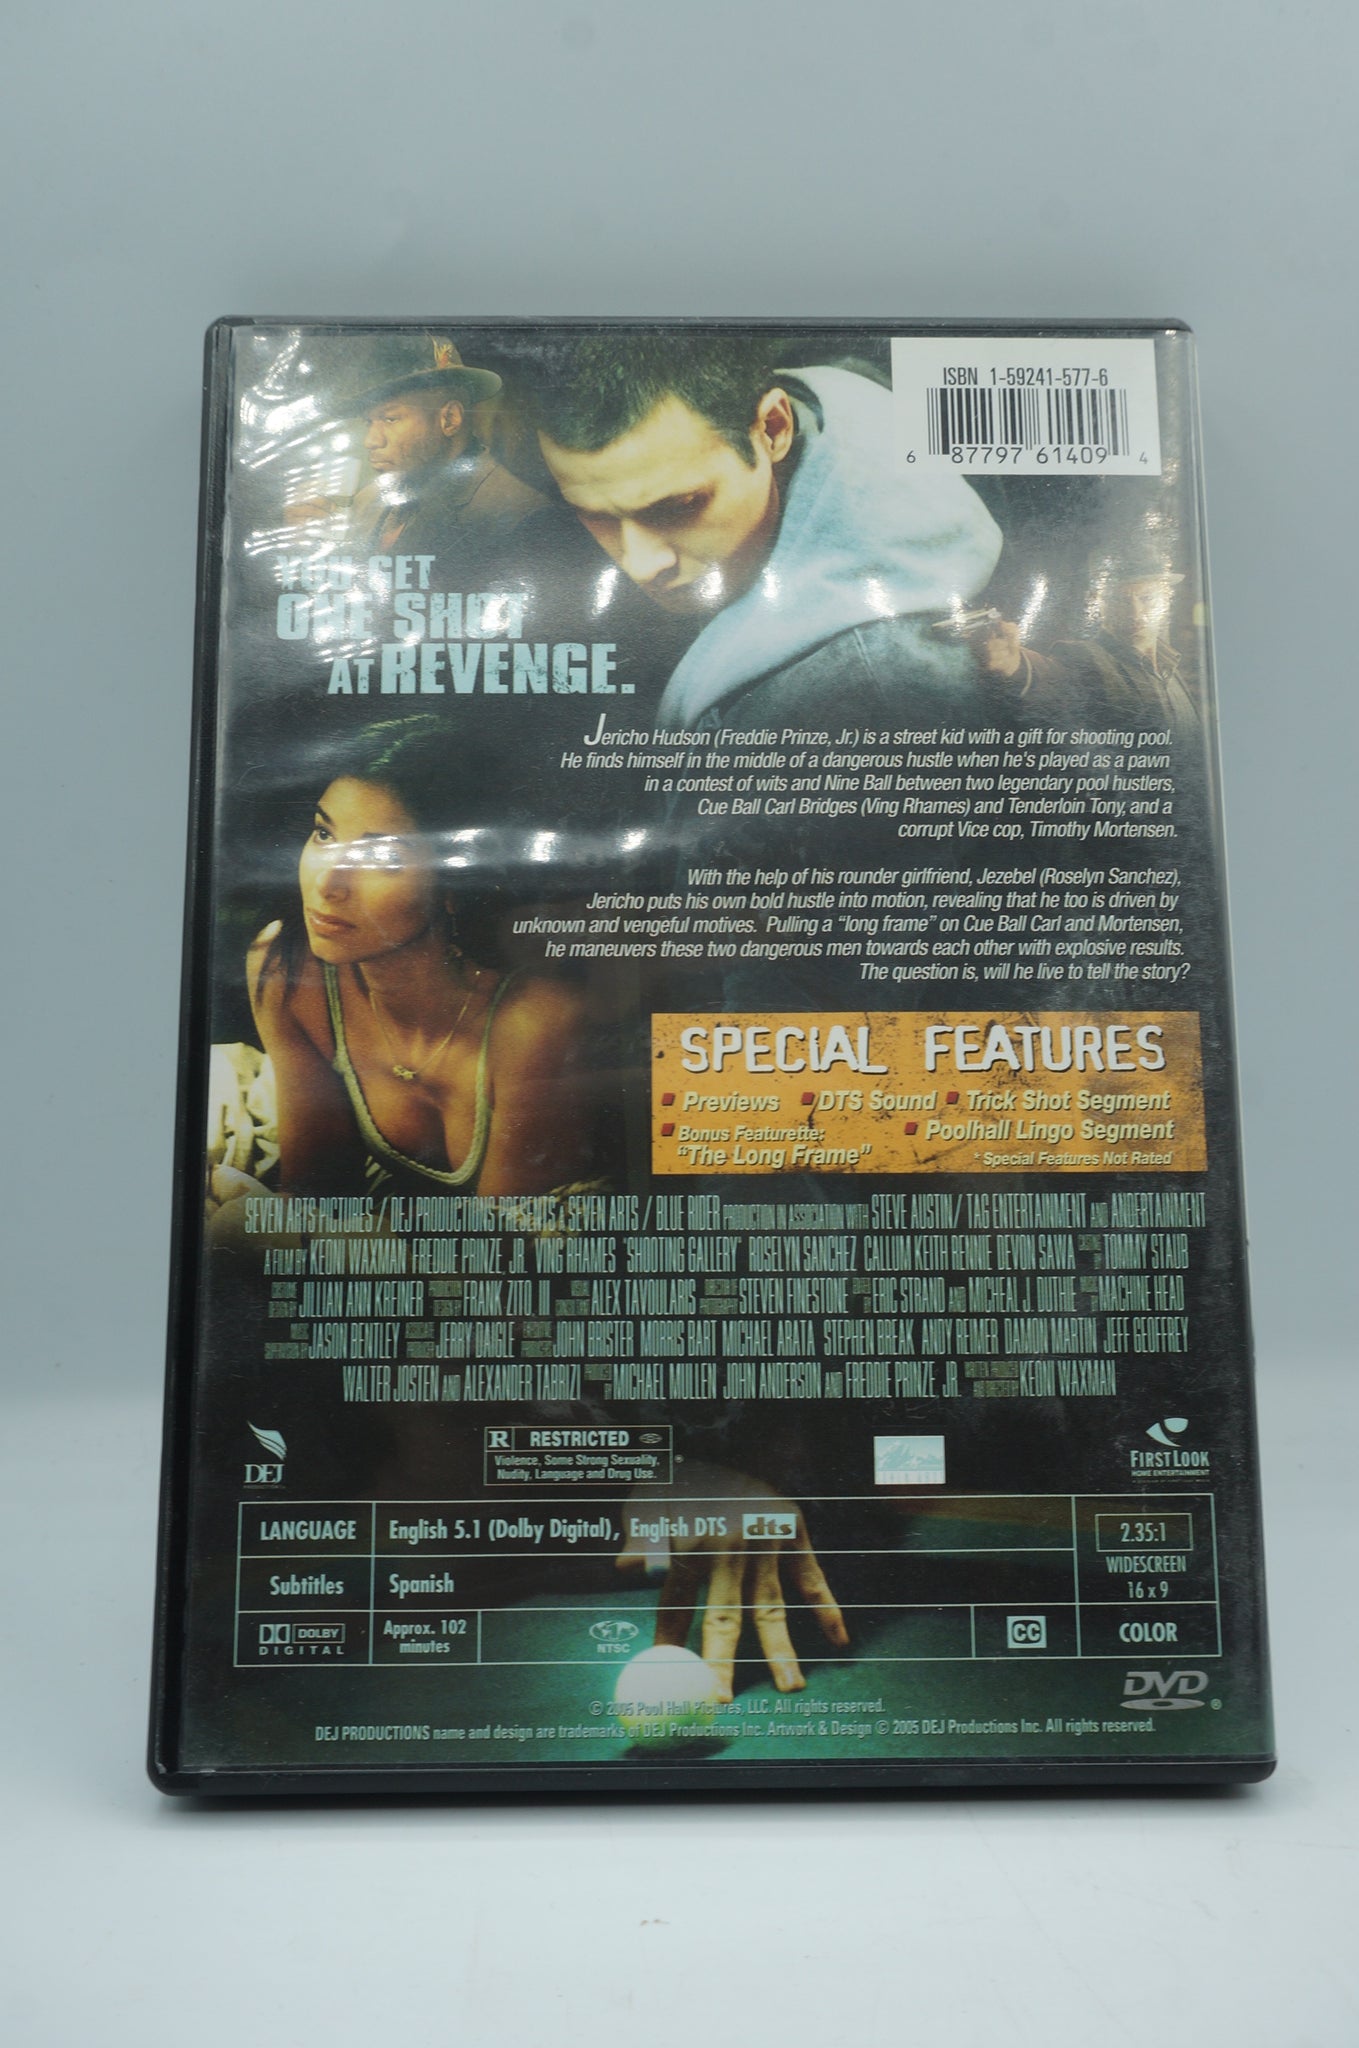 ISBN 1-59241-577-6
6 87797 61409 4
YOU GET
ONE SHOT
AT REVENGE.
Jericho Hudson (Freddie Prinze, Jr.) is a street kid with a gift for shooting pool.
He finds himself in the middle of a dangerous hustle when he's played as a pawn
in a contest of wits and Nine Ball between two legendary pool hustlers,
Cue Ball Carl Bridges (Ving Rhames) and Tenderloin Tony, and a
corrupt Vice cop, Timothy Mortensen.
With the help of his rounder girlfriend, Jezebel (Roselyn Sanchez),
Jericho puts his own bold hustle into motion, revealing that he too is driven by
unknown and vengeful motives. Pulling a "long frame" on Cue Ball Carl and Mortensen,
he maneuvers these two dangerous men towards each other with explosive results.
The question is, will he live to tell the story?
SPECIAL FEATURES
Previews DTS Sound Trick Shot Segment
Bonus Featurette: Poolhall Lingo Segment
"The Long Frame" * Special Features Not Rated
SEVEN ARTS PICTURES / DEJ PRODUCTIONS PRESENTS A SEVEN ARTS / BLUE RIDER PRODUCTION IN ASSOCIATION WITH STEVE AUSTIN / TAG ENTERTAINMENT AND ANDERTAINMENT
A FILM BY KEONI WAXMAN FREDDIE PRINZE, JR. VING RHAMES "SHOOTING GALLERY" ROSELYN SANCHEZ CALLUM KEITH RENNIE DEVON SAWA TOMMY STAUB
JILLIAN ANN KREINER FRANK ZITO, III ALEX TAVOULARIS STEVEN FINESTONE ERIC STRAND AND MICHEAL J. DUTHIE MACHINE HEAD
JASON BENTLEY JERRY DAIGLE JOHN BRISTER MORRIS BART MICHAEL ARATA STEPHEN BREAK ANDY REIMER DAMON MARTIN JEFF GEOFFREY
WALTER JOSTEN AND ALEXANDER TABRIZI MICHAEL MULLEN JOHN ANDERSON AND FREDDIE PRINZE, JR. KEONI WAXMAN
DEJ
R RESTRICTED
Violence, Some Strong Sexuality,
Nudity, Language and Drug Use.
FIRST LOOK
HOME ENTERTAINMENT
LANGUAGE English 5.1 (Dolby Digital), English DTS dts
2.35:1
WIDESCREEN
16 x 9
Subtitles Spanish
DOLBY
DIGITAL
Approx. 102
minutes
NTSC
CC
COLOR
DVD ®
© 2005 Pool Hall Pictures, LLC. All rights reserved.
DEJ PRODUCTIONS name and design are trademarks of DEJ Productions Inc. Artwork & Design © 2005 DEJ Productions Inc. All rights reserved.